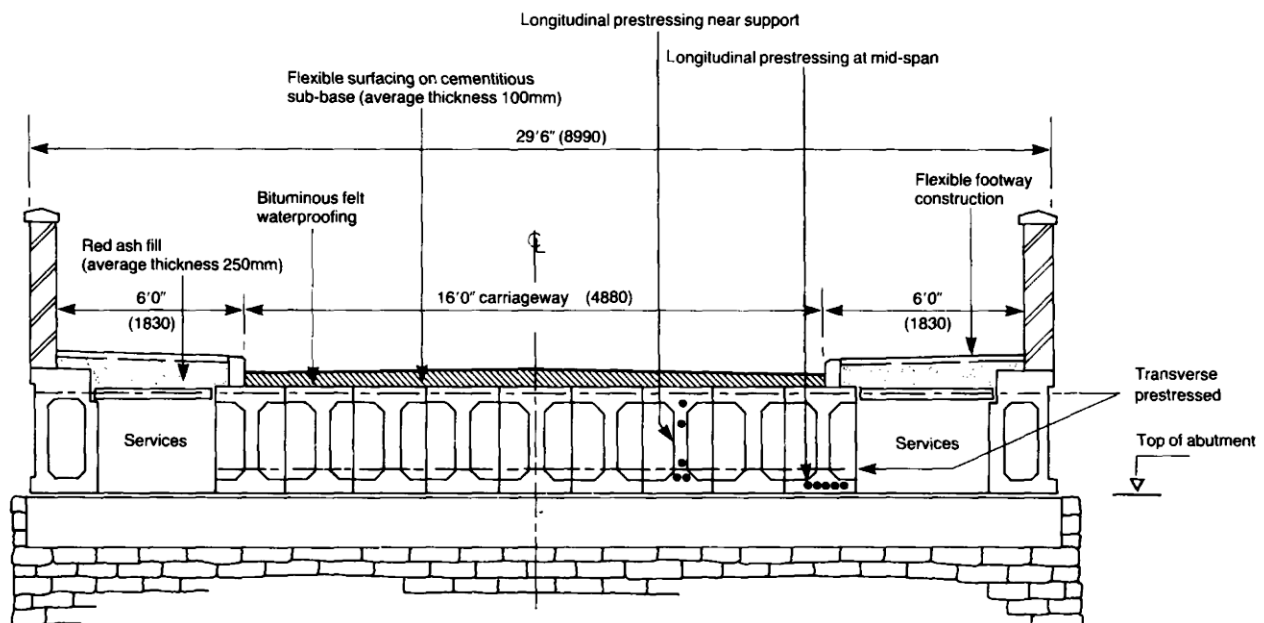 Longitudinal prestressing near support
Longitudinal prestressing at mid-span
Flexible surfacing on cementitious
sub-base (average thickness 100mm)
29'6" (8990)
Flexible footway
construction
Bituminous felt
waterproofing
Red ash fill
(average thickness 250mm)
℄
6'0"
(1830)
16'0" carriageway (4880)
6'0"
(1830)
Transverse
prestressed
Services
Services
Top of abutment